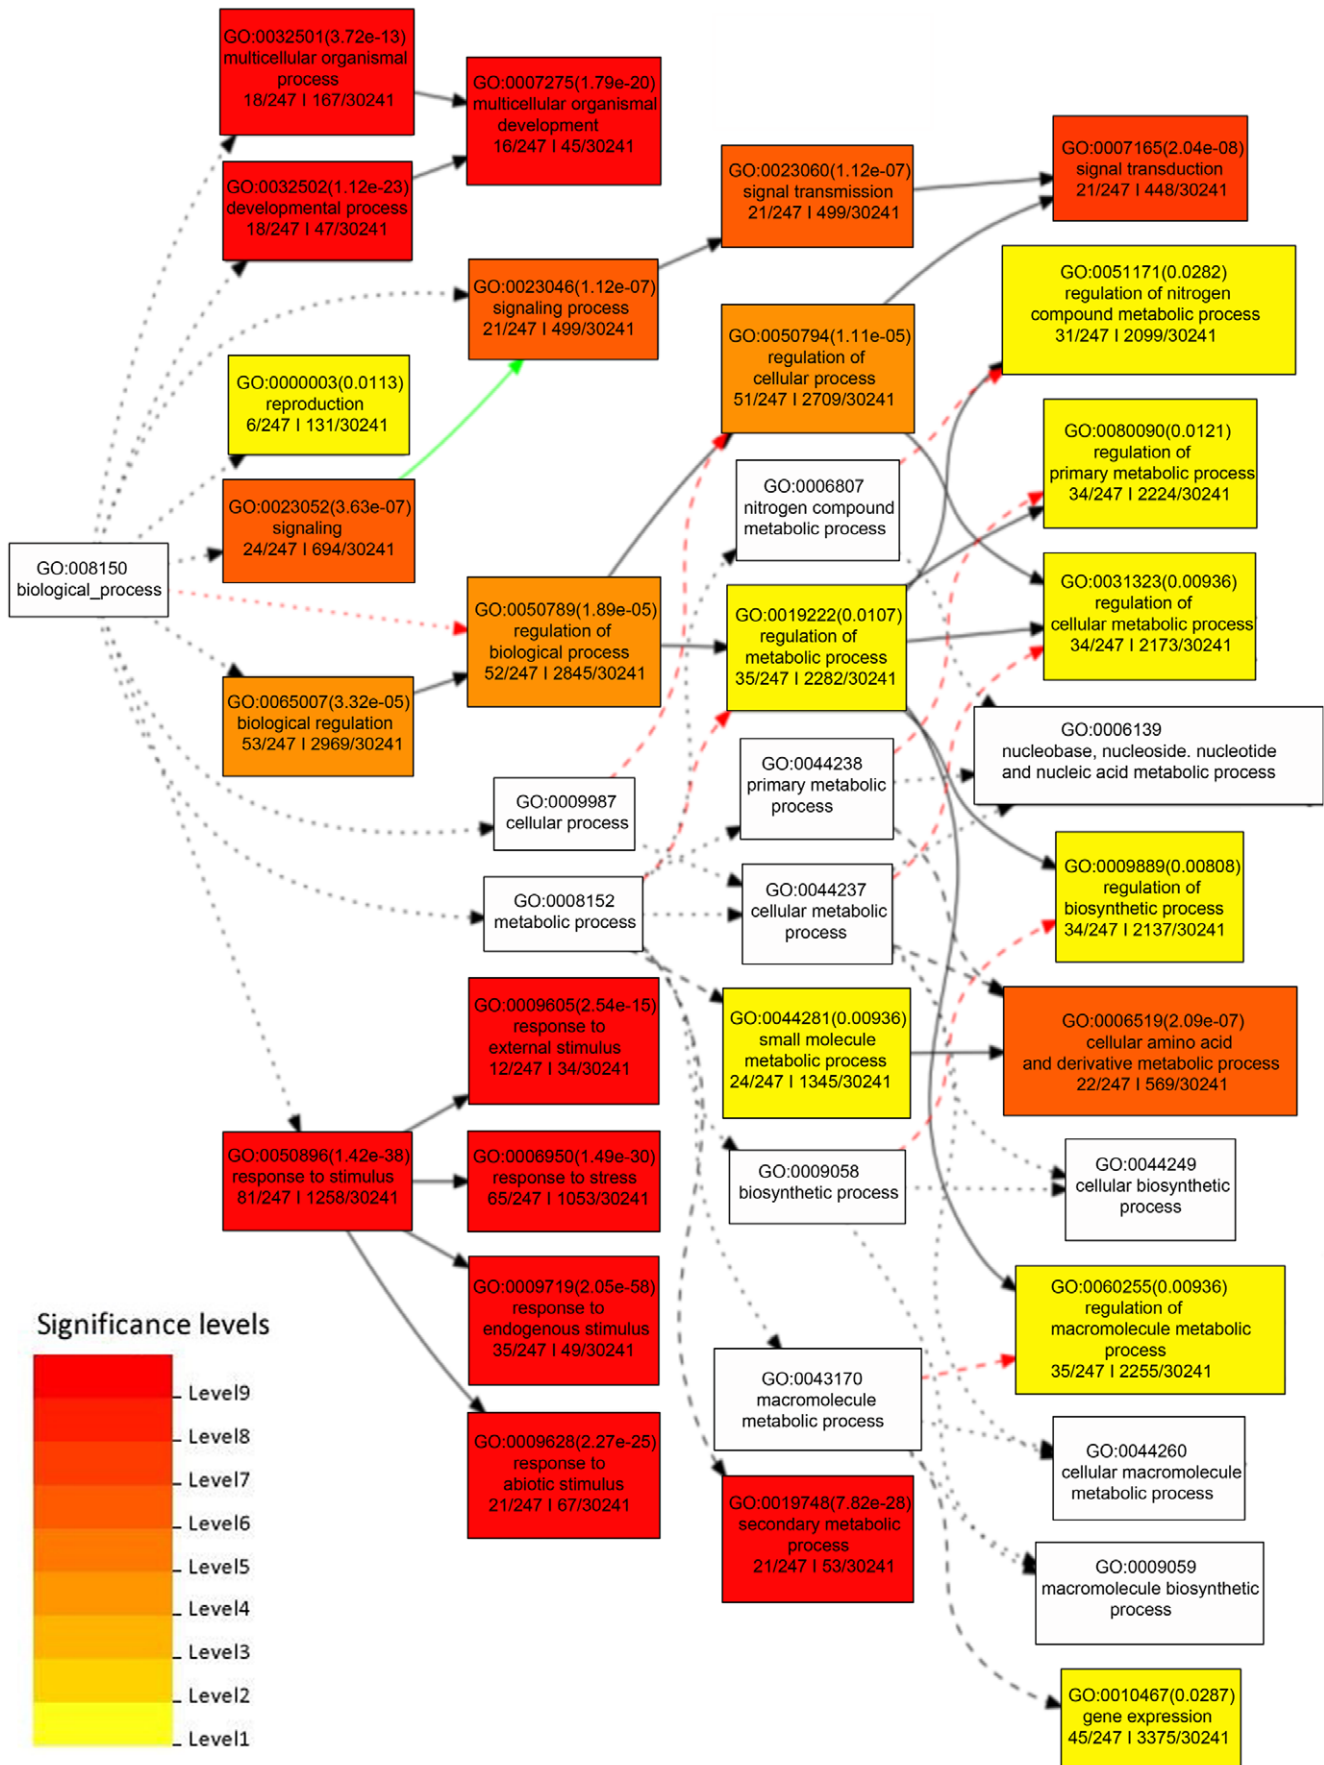 GO:0032501(3.72e-13)
multicellular organismal
process
18/247 I 167/30241
GO:0032502(1.12e-23)
developmental process
18/247 I 47/30241
GO:0000003(0.0113)
reproduction
6/247 I 131/30241
GO:0023052(3.63e-07)
signaling
24/247 I 694/30241
GO:008150
biological_process
GO:0065007(3.32e-05)
biological regulation
53/247 I 2969/30241
GO:0050896(1.42e-38)
response to stimulus
81/247 I 1258/30241
GO:0007275(1.79e-20)
multicellular organismal
development
16/247 I 45/30241
GO:0023046(1.12e-07)
signaling process
21/247 I 499/30241
GO:0050789(1.89e-05)
regulation of
biological process
52/247 I 2845/30241
GO:0009987
cellular process
GO:0008152
metabolic process
GO:0009605(2.54e-15)
response to
external stimulus
12/247 I 34/30241
GO:0006950(1.49e-30)
response to stress
65/247 I 1053/30241
GO:0009719(2.05e-58)
response to
endogenous stimulus
35/247 I 49/30241
GO:0009628(2.27e-25)
response to
abiotic stimulus
21/247 I 67/30241
GO:0023060(1.12e-07)
signal transmission
21/247 I 499/30241
GO:0050794(1.11e-05)
regulation of
cellular process
51/247 I 2709/30241
GO:0006807
nitrogen compound
metabolic process
GO:0019222(0.0107)
regulation of
metabolic process
35/247 I 2282/30241
GO:0044238
primary metabolic
process
GO:0044237
cellular metabolic
process
GO:0044281(0.00936)
small molecule
metabolic process
24/247 I 1345/30241
GO:0009058
biosynthetic process
GO:0043170
macromolecule
metabolic process
GO:0019748(7.82e-28)
secondary metabolic
process
21/247 I 53/30241
GO:0007165(2.04e-08)
signal transduction
21/247 I 448/30241
GO:0051171(0.0282)
regulation of nitrogen
compound metabolic process
31/247 I 2099/30241
GO:0080090(0.0121)
regulation of
primary metabolic process
34/247 I 2224/30241
GO:0031323(0.00936)
regulation of
cellular metabolic process
34/247 I 2173/30241
GO:0006139
nucleobase, nucleoside. nucleotide
and nucleic acid metabolic process
GO:0009889(0.00808)
regulation of
biosynthetic process
34/247 I 2137/30241
GO:0006519(2.09e-07)
cellular amino acid
and derivative metabolic process
22/247 I 569/30241
GO:0044249
cellular biosynthetic
process
GO:0060255(0.00936)
regulation of
macromolecule metabolic
process
35/247 I 2255/30241
GO:0044260
cellular macromolecule
metabolic process
GO:0009059
macromolecule biosynthetic
process
GO:0010467(0.0287)
gene expression
45/247 I 3375/30241
Significance levels
Level9
Level8
Level7
Level6
Level5
Level4
Level3
Level2
Level1